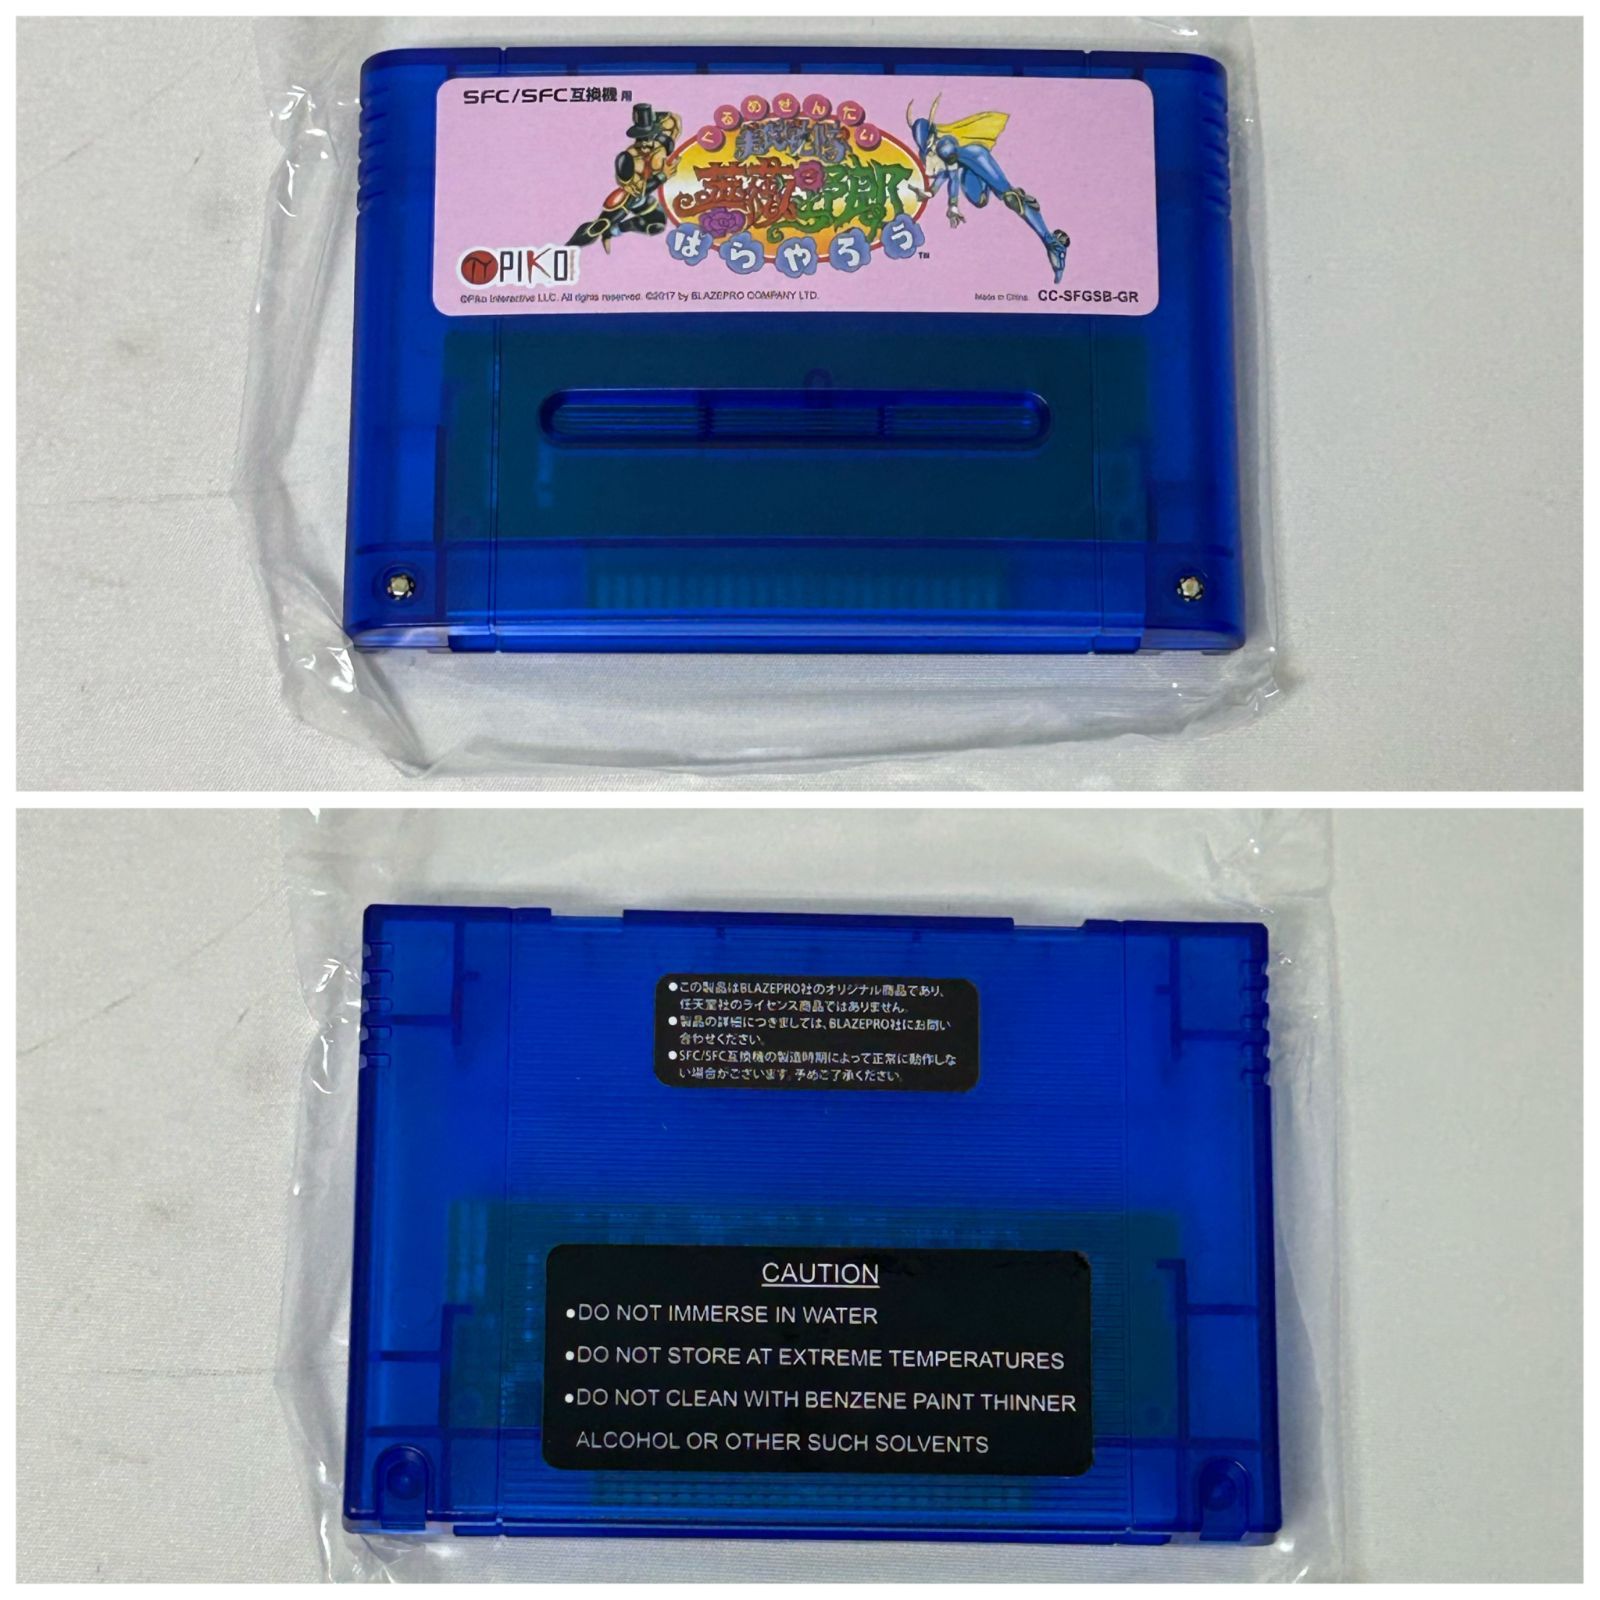 SFC/SFC互換機用
ぐるめせんたい
美食戦隊
薔薇野郎
ばらやろう™
PIKO
©Piko Interactive LLC. All rights reserved. ©2017 by BLAZEPRO COMPANY LTD.
Made in China. CC-SFGSB-GR
●この製品はBLAZEPRO社のオリジナル商品であり、
任天堂社のライセンス商品ではありません。
●製品の詳細につきましては、BLAZEPRO社にお問い
合わせください。
●SFC/SFC互換機の製造時期によって正常に動作しな
い場合がございます。予めご了承ください。
CAUTION
●DO NOT IMMERSE IN WATER
●DO NOT STORE AT EXTREME TEMPERATURES
●DO NOT CLEAN WITH BENZENE PAINT THINNER
ALCOHOL OR OTHER SUCH SOLVENTS